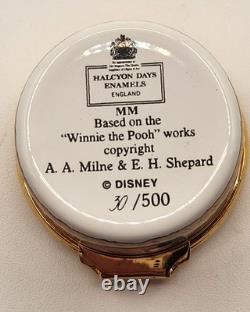 HALCYON DAYS
ENAMELS
ENGLAND
MM
Based on the
"Winnie the Pooh" works
copyright
A. A. Milne & E. H. Shepard
© DISNEY
30/500